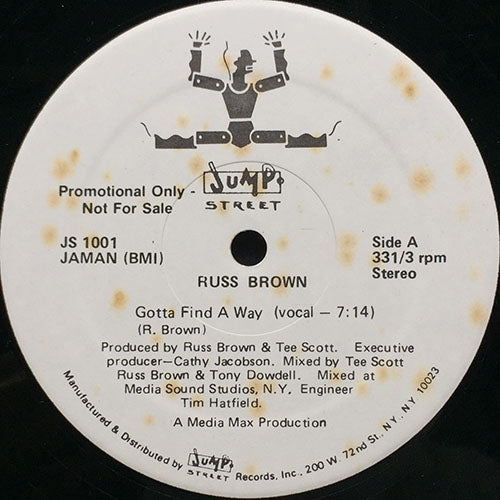 JUMP
STREET
Promotional Only -
Not For Sale
JS 1001
JAMAN (BMI)
Side A
331/3 rpm
Stereo
RUSS BROWN
Gotta Find A Way (vocal — 7:14)
(R. Brown)
Produced by Russ Brown & Tee Scott. Executive
producer—Cathy Jacobson. Mixed by Tee Scott
Russ Brown & Tony Dowdell. Mixed at
Media Sound Studios, N.Y. Engineer
Tim Hatfield.
A Media Max Production
Manufactured & Distributed by JUMP STREET Records, Inc., 200 W. 72nd St., NY, NY 10023